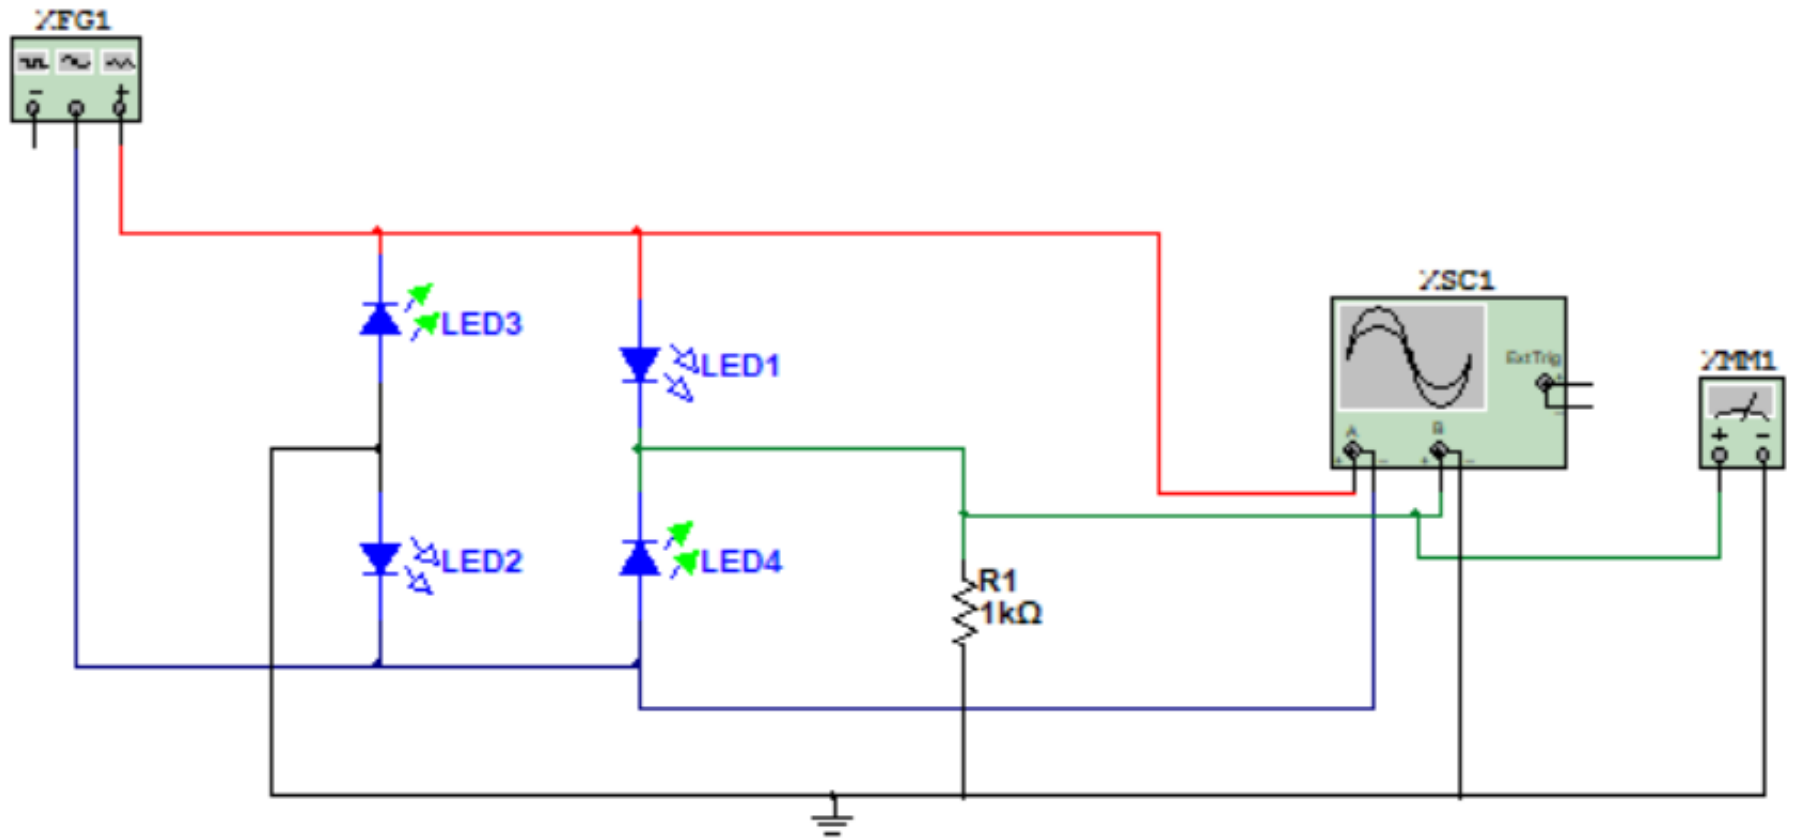 XFG1
LED3
LED1
XSC1
Ext Trig
XMM1
A
B
LED2
LED4
R1
1kΩ